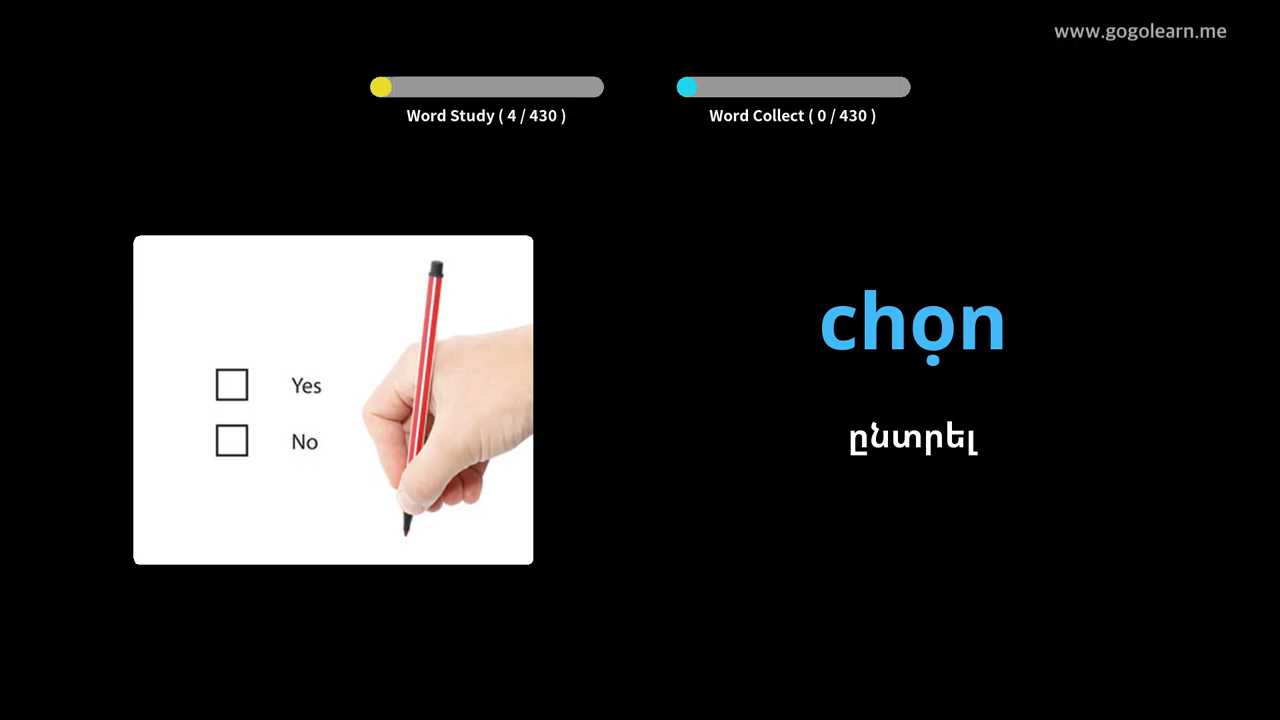 www.gogolearn.me
Word Study ( 4 / 430 )
Word Collect ( 0 / 430 )
Yes
No
chọn
ընտրել